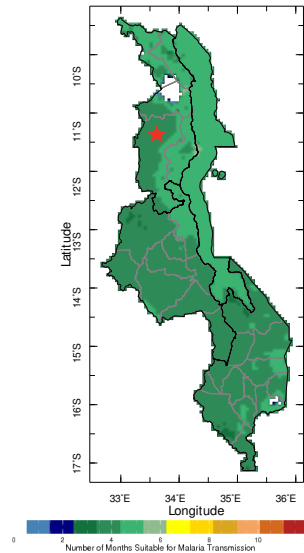 10°S
11°S
12°S
13°S
14°S
15°S
16°S
17°S
Latitude
33°E 34°E 35°E 36°E
Longitude
0 2 4 6 8 10
Number of Months Suitable for Malaria Transmission